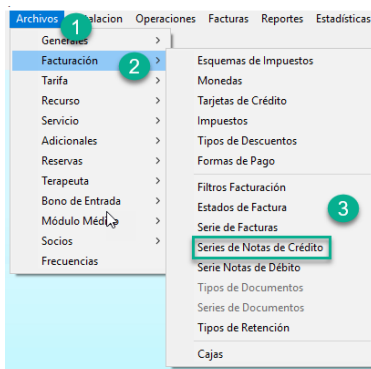 Archivos Operaciones Facturas Reportes Estadísticas
1
Generales
Facturación
2
Tarifa
Recurso
Servicio
Adicionales
Reservas
Terapeuta
Bono de Entrada
Módulo Médico
Socios
Frecuencias
Esquemas de Impuestos
Monedas
Tarjetas de Crédito
Impuestos
Tipos de Descuentos
Formas de Pago
Filtros Facturación
Estados de Factura
3
Serie de Facturas
Series de Notas de Crédito
Serie Notas de Débito
Tipos de Documentos
Series de Documentos
Tipos de Retención
Cajas